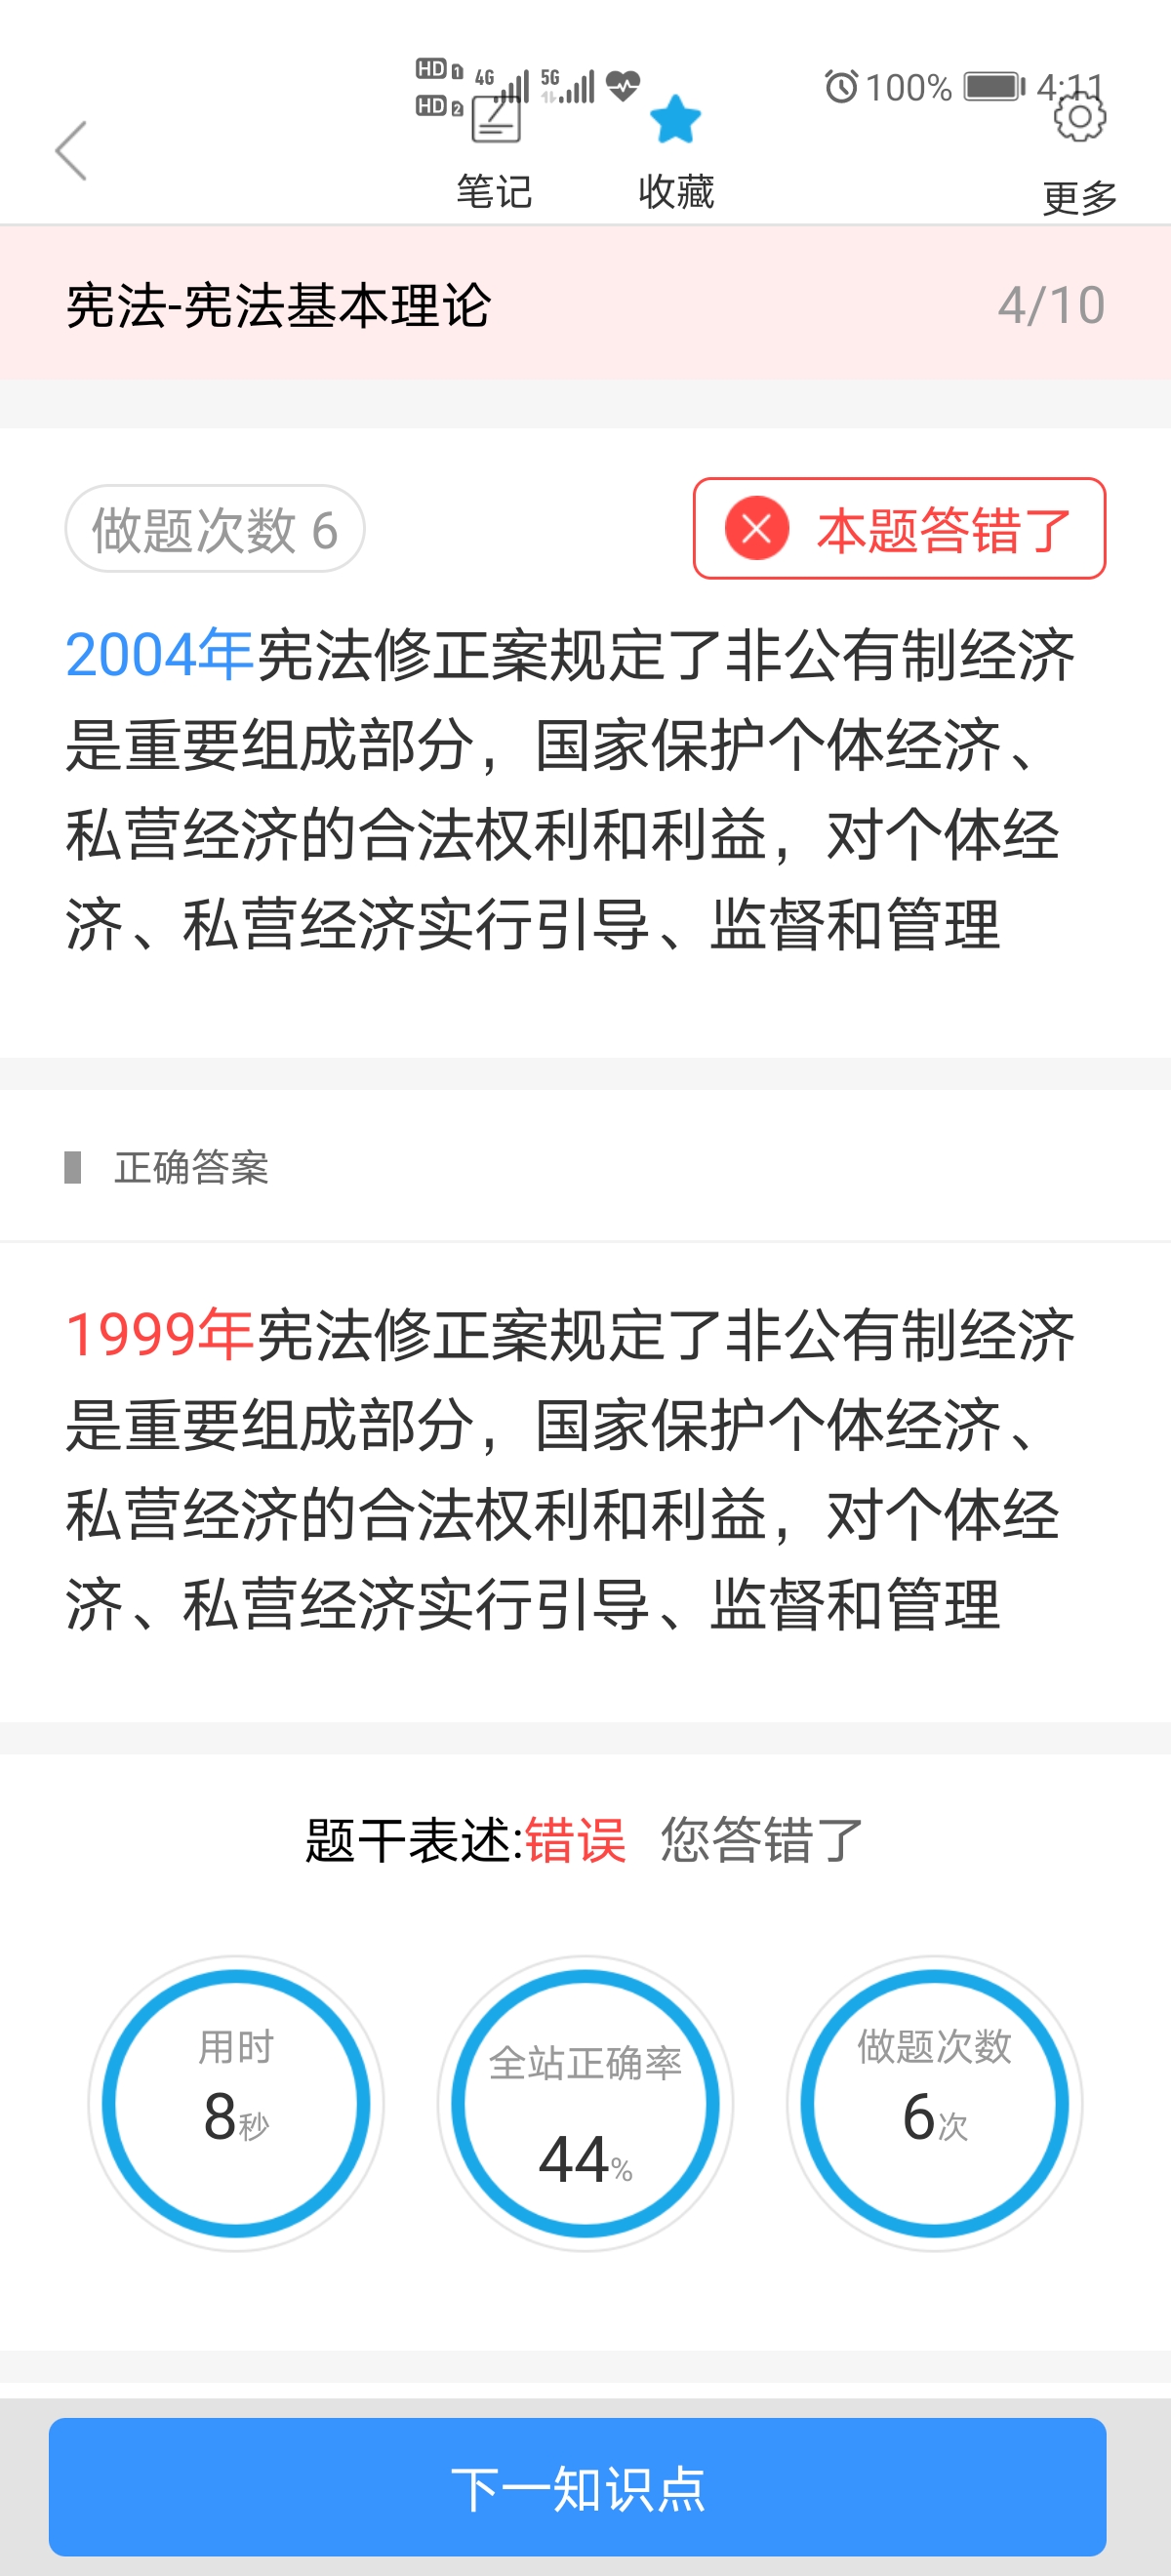 HD 1 4G 5G 100% 4:11
HD 2
笔记 收藏 更多
宪法-宪法基本理论 4/10
做题次数 6 本题答错了
2004年宪法修正案规定了非公有制经济
是重要组成部分，国家保护个体经济、
私营经济的合法权利和利益，对个体经
济、私营经济实行引导、监督和管理
正确答案
1999年宪法修正案规定了非公有制经济
是重要组成部分，国家保护个体经济、
私营经济的合法权利和利益，对个体经
济、私营经济实行引导、监督和管理
题干表述:错误 您答错了
用时 全站正确率 做题次数
8秒 44% 6次
下一知识点